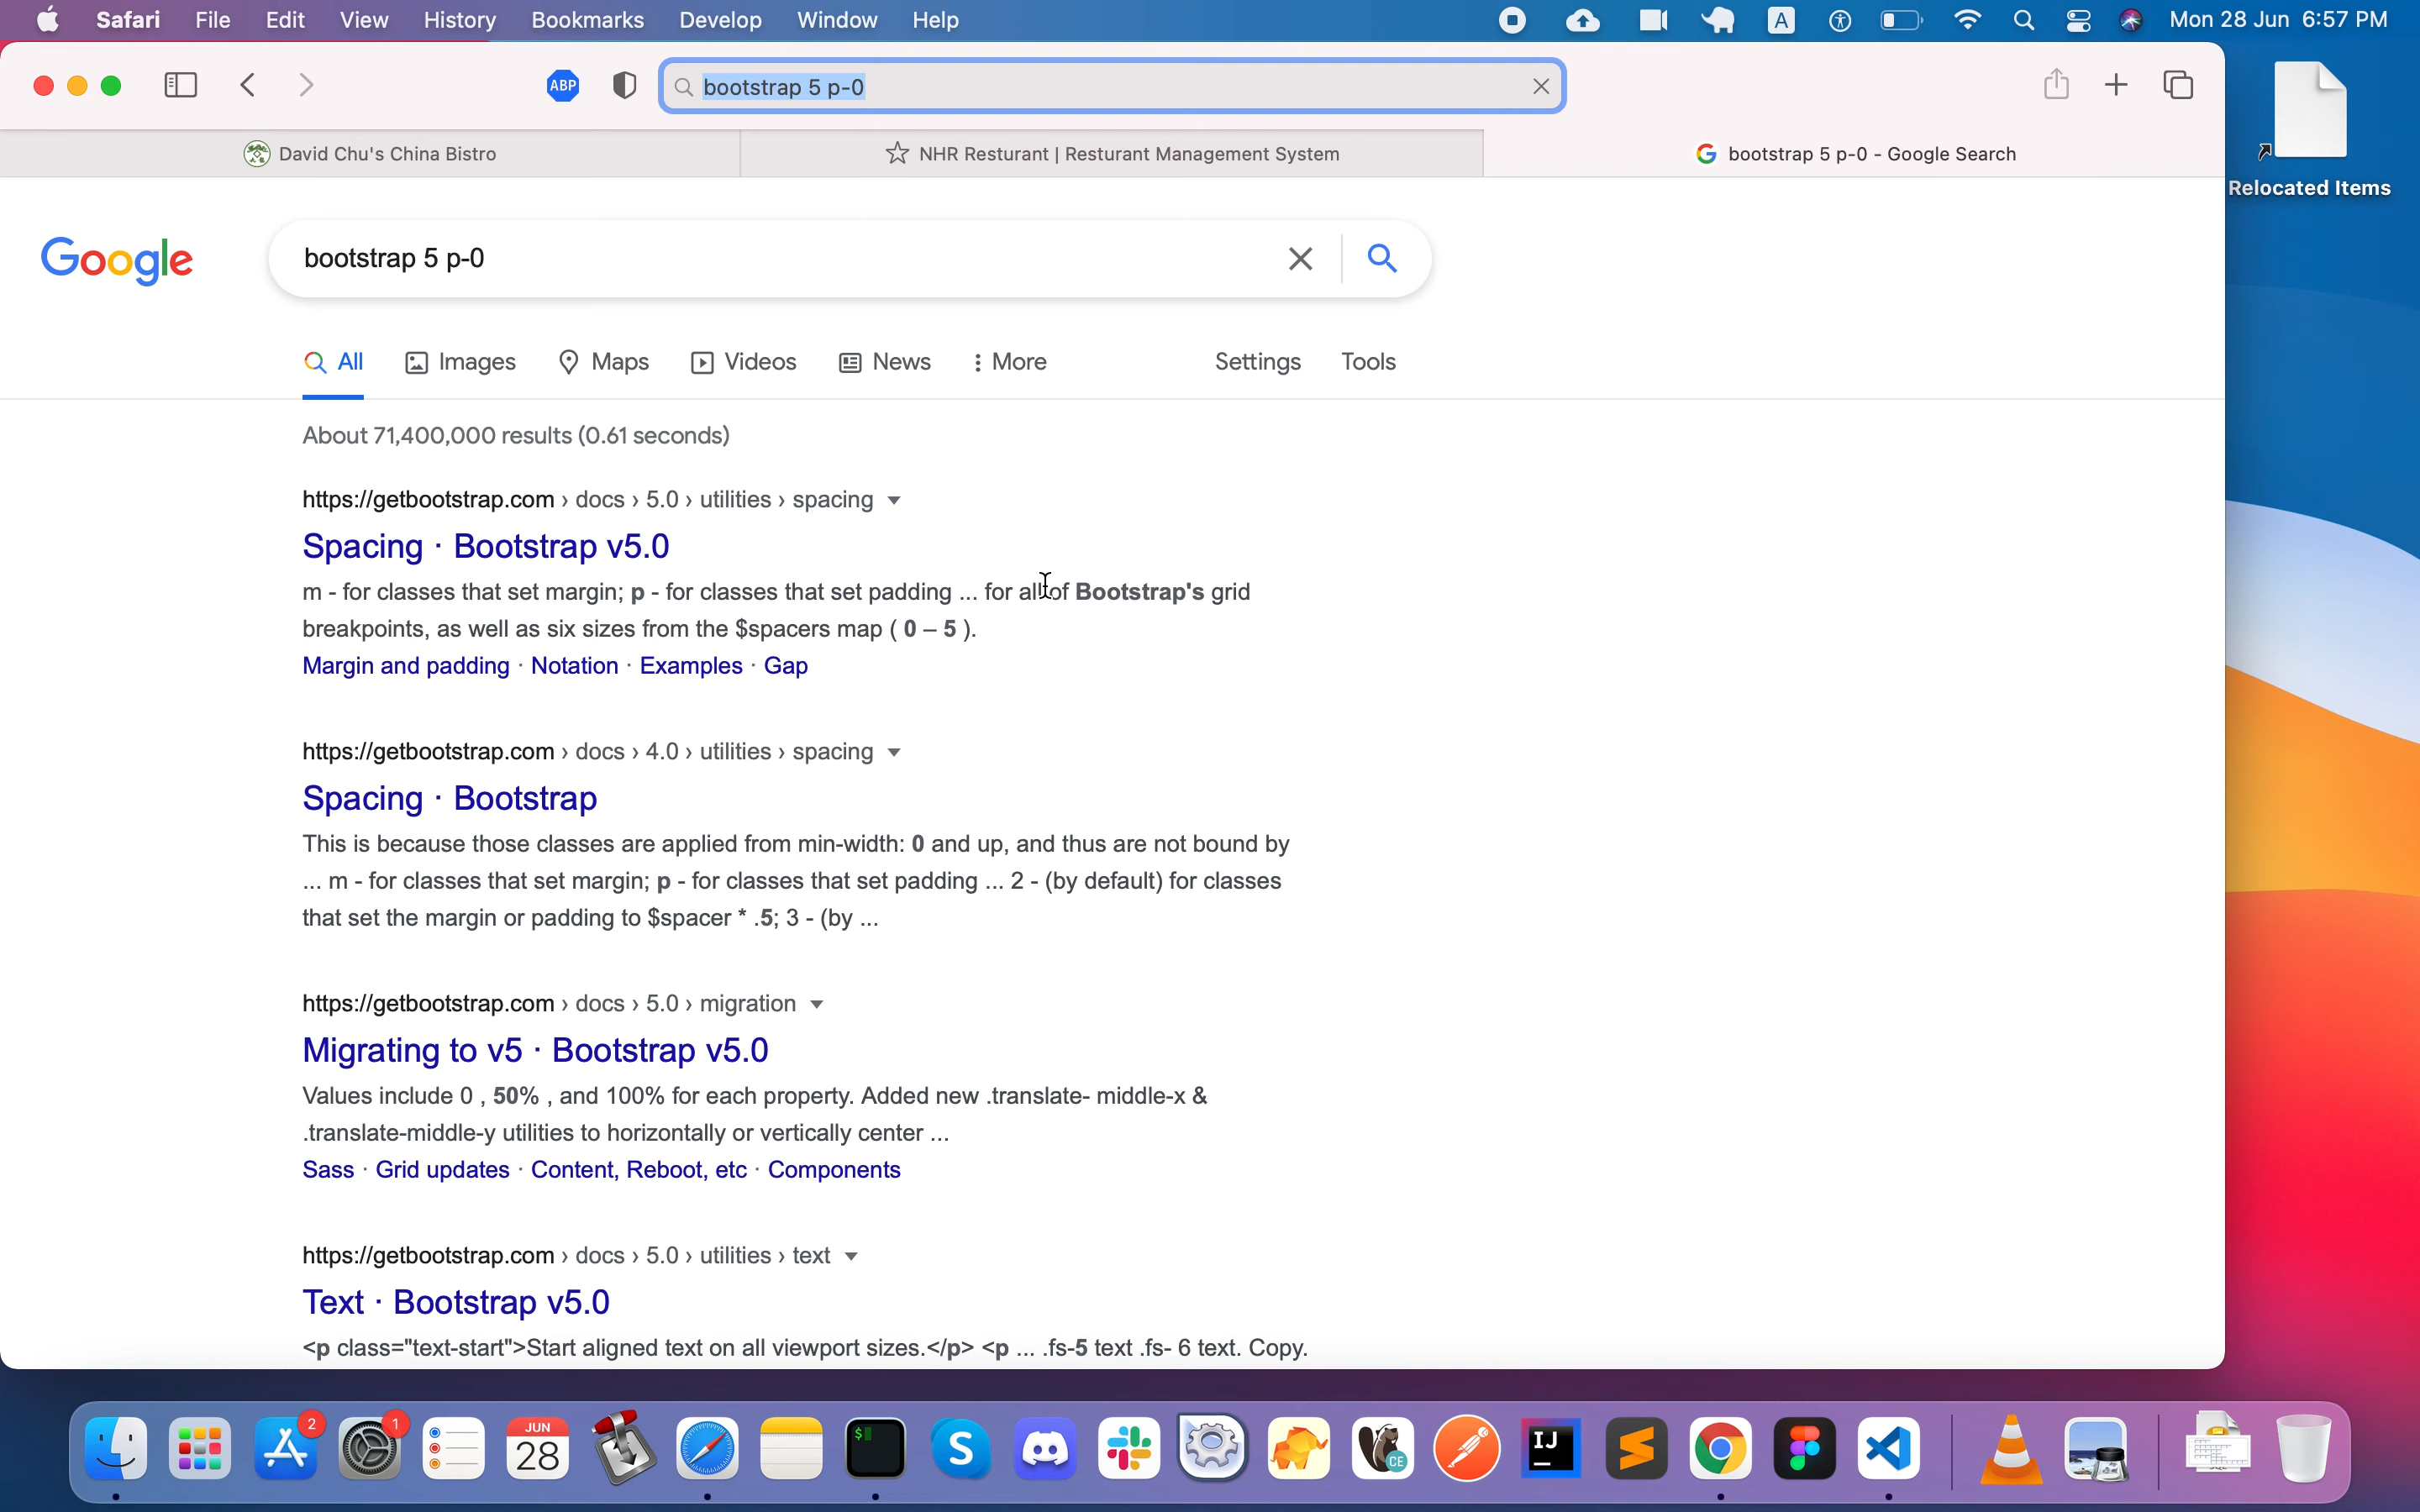 Safari File Edit View History Bookmarks Develop Window Help A Mon 28 Jun 6:57 PM
ABP bootstrap 5 p-0
David Chu's China Bistro NHR Resturant | Resturant Management System bootstrap 5 p-0 - Google Search
Relocated Items
Google bootstrap 5 p-0
All Images Maps Videos News More Settings Tools
About 71,400,000 results (0.61 seconds)
https://getbootstrap.com › docs › 5.0 › utilities › spacing
Spacing · Bootstrap v5.0
m - for classes that set margin; p - for classes that set padding ... for all of Bootstrap's grid
breakpoints, as well as six sizes from the $spacers map ( 0 – 5 ).
Margin and padding · Notation · Examples · Gap
https://getbootstrap.com › docs › 4.0 › utilities › spacing
Spacing · Bootstrap
This is because those classes are applied from min-width: 0 and up, and thus are not bound by
... m - for classes that set margin; p - for classes that set padding ... 2 - (by default) for classes
that set the margin or padding to $spacer * .5; 3 - (by ...
https://getbootstrap.com › docs › 5.0 › migration
Migrating to v5 · Bootstrap v5.0
Values include 0 , 50% , and 100% for each property. Added new .translate- middle-x &
.translate-middle-y utilities to horizontally or vertically center ...
Sass · Grid updates · Content, Reboot, etc · Components
https://getbootstrap.com › docs › 5.0 › utilities › text
Text · Bootstrap v5.0
<p class="text-start">Start aligned text on all viewport sizes.</p> <p ... .fs-5 text .fs- 6 text. Copy.
2 1 JUN 28 $ S CE IJ